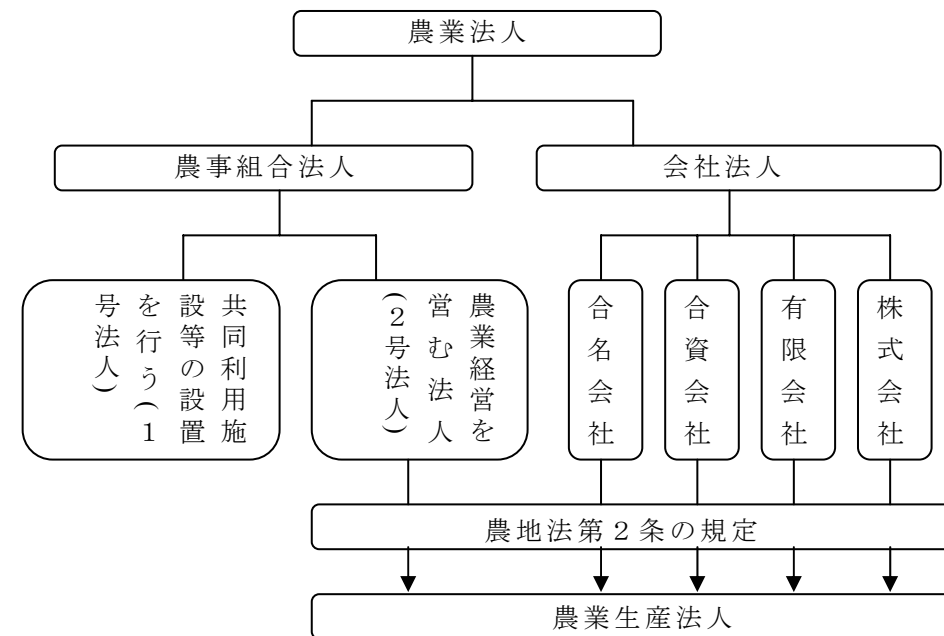 農業法人
農事組合法人
会社法人
共同利用施
設等の設置
を行う(1
号法人)
農業経営を
営む法人
(2号法人)
合名会社
合資会社
有限会社
株式会社
農地法第2条の規定
農業生産法人